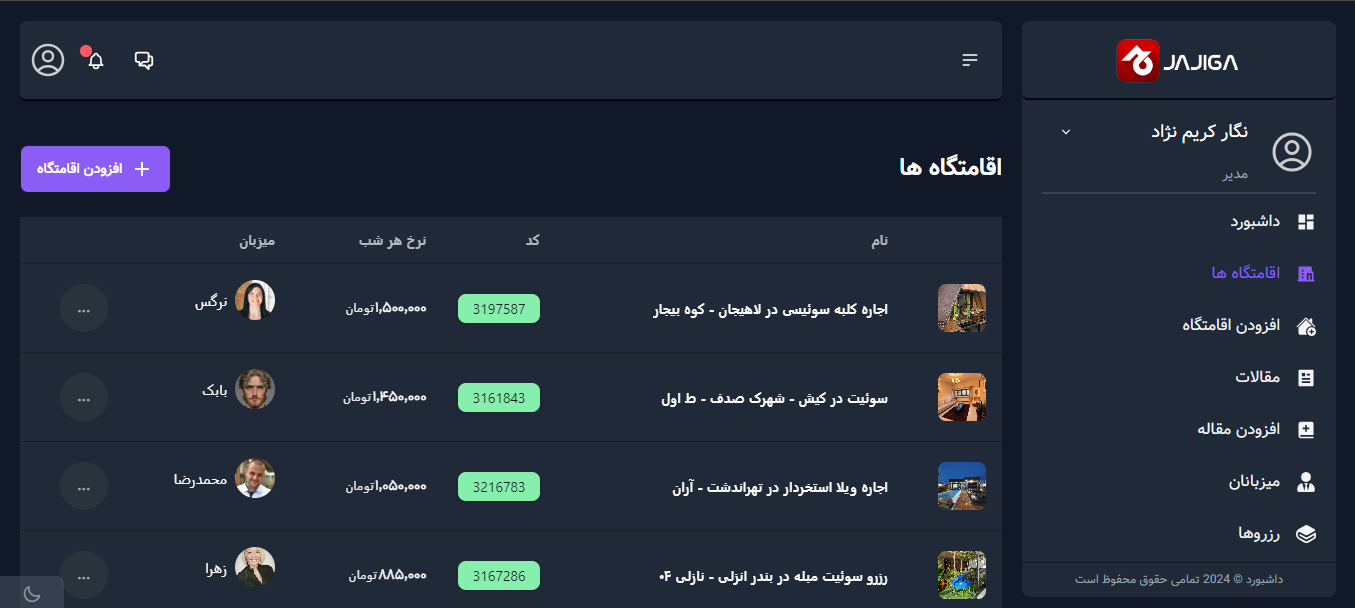 JAJIGA
نگار کریم نژاد
مدیر
داشبورد
اقامتگاه ها
افزودن اقامتگاه
مقالات
افزودن مقاله
میزبانان
رزروها
داشبورد © 2024 تمامی حقوق محفوظ است
اقامتگاه ها
افزودن اقامتگاه
نام کد نرخ هر شب میزبان
اجاره کلبه سوئیسی در لاهیجان - کوه بیجار 3197587 ۱,۵۰۰,۰۰۰تومان نرگس ...
سوئیت در کیش - شهرک صدف - ط اول 3161843 ۱,۴۵۰,۰۰۰تومان بابک ...
اجاره ویلا استخردار در تهراندشت - آران 3216783 ۱,۰۵۰,۰۰۰تومان محمدرضا ...
رزرو سوئیت مبله در بندر انزلی - نازلی ۰۴ 3167286 ۸۸۵,۰۰۰تومان زهرا ...